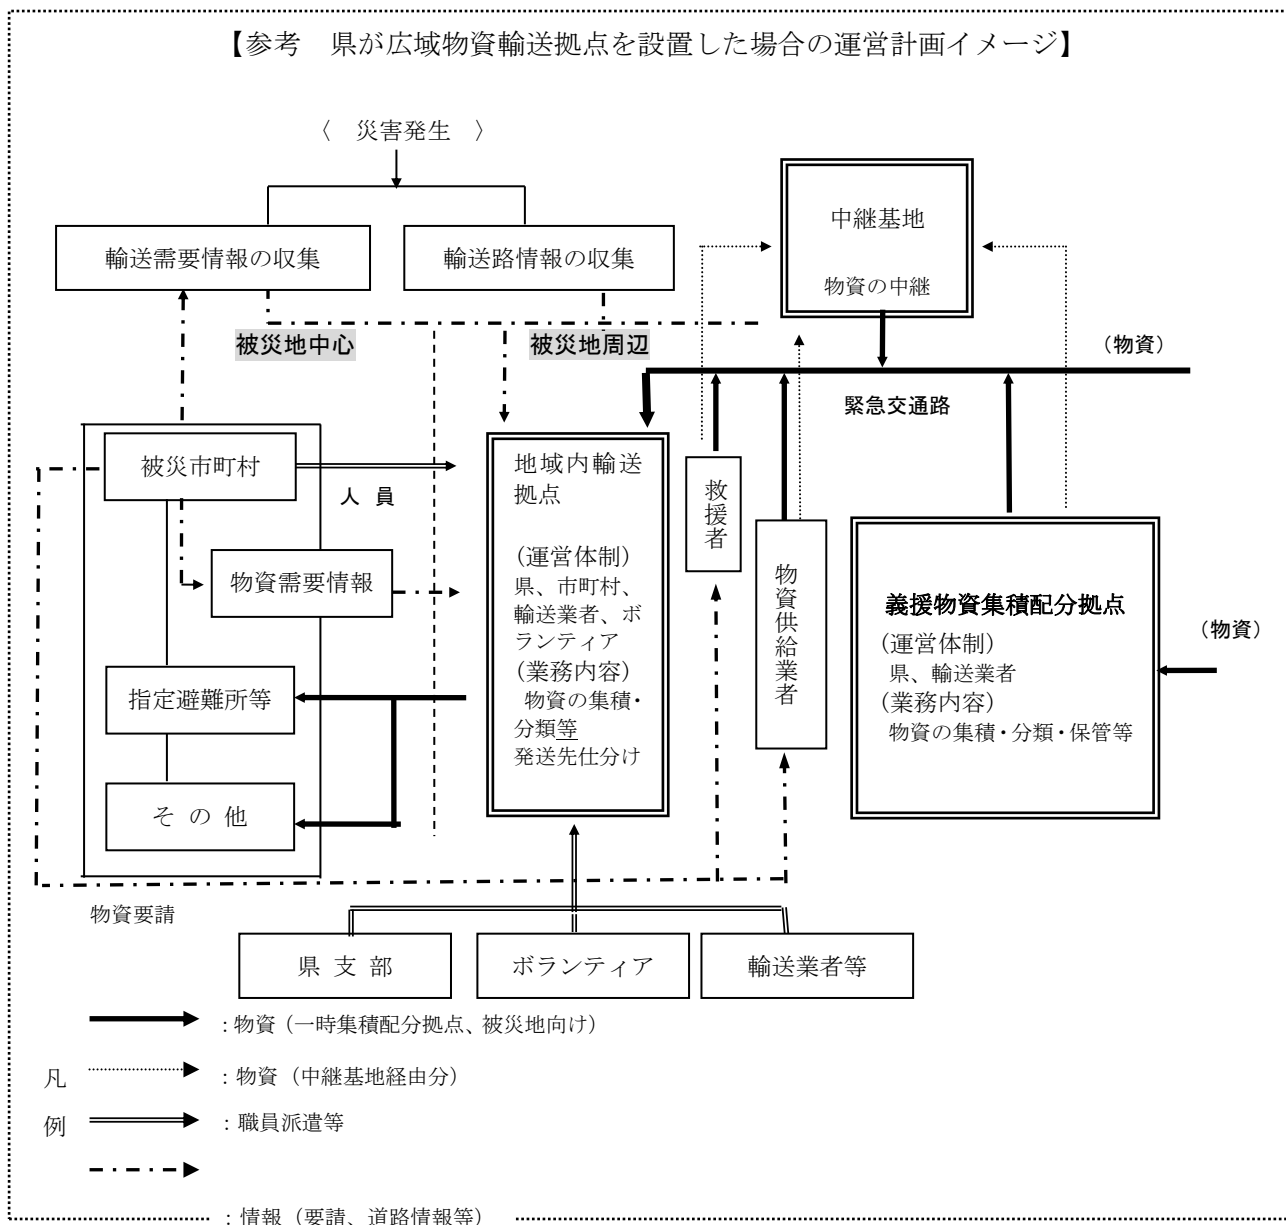 【参考　県が広域物資輸送拠点を設置した場合の運営計画イメージ】
〈　災害発生　〉
輸送需要情報の収集
輸送路情報の収集
中継基地
物資の中継
被災地中心
被災地周辺
（物資）
緊急交通路
被災市町村
人 員
物資需要情報
指定避難所等
そ の 他
地域内輸送
拠点
(運営体制)
県、市町村、
輸送業者、ボ
ランティア
(業務内容)
物資の集積・
分類等
発送先仕分け
救援者
物資供給業者
義援物資集積配分拠点
(運営体制)
県、輸送業者
(業務内容)
物資の集積・分類・保管等
（物資）
物資要請
県 支 部
ボランティア
輸送業者等
凡
例
：物資（一時集積配分拠点、被災地向け）
：物資（中継基地経由分）
：職員派遣等
：情報（要請、道路情報等）